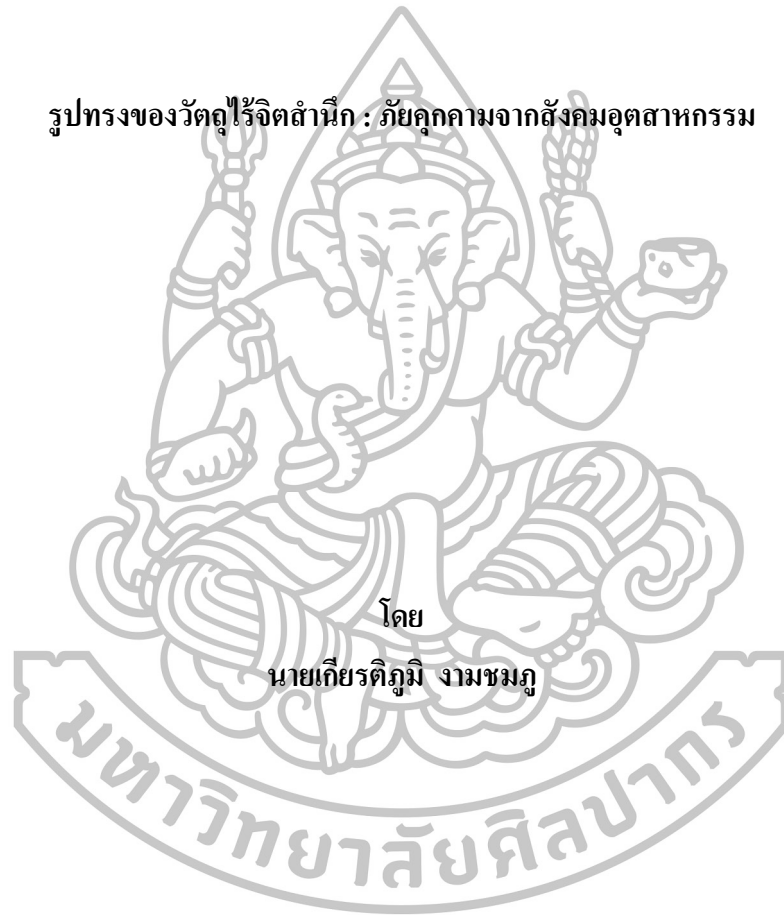 รูปทรงของวัตถุไร้จิตสำนึก : ภัยคุกคามจากสังคมอุตสาหกรรม
โดย
นายเกียรติภูมิ งามชมภู
มหาวิทยาลัยศิลปากร